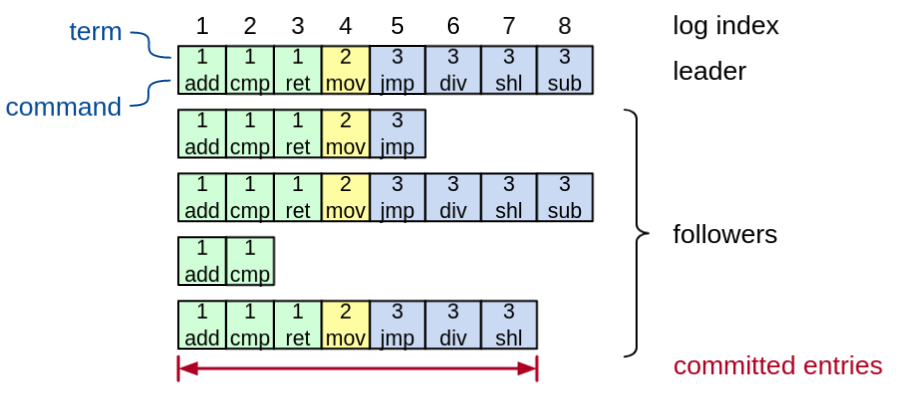 term
command
1 2 3 4 5 6 7 8 log index
1 1 1 2 3 3 3 3
add cmp ret mov jmp div shl sub
leader
1 1 1 2 3
add cmp ret mov jmp
1 1 1 2 3 3 3 3
add cmp ret mov jmp div shl sub
followers
1 1
add cmp
1 1 1 2 3 3 3
add cmp ret mov jmp div shl
committed entries